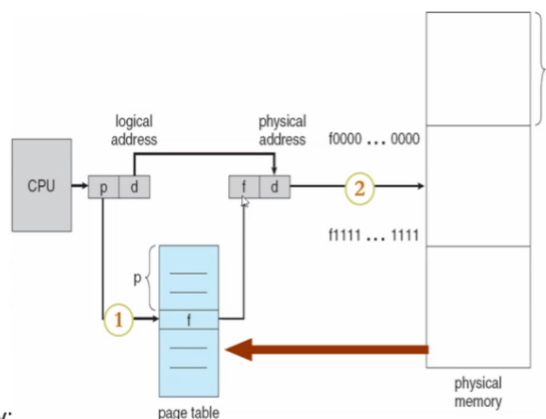 logical
address
physical
address
f0000 ... 0000
CPU
p d
f d
2
f1111 ... 1111
p
1
f
page table
physical
memory